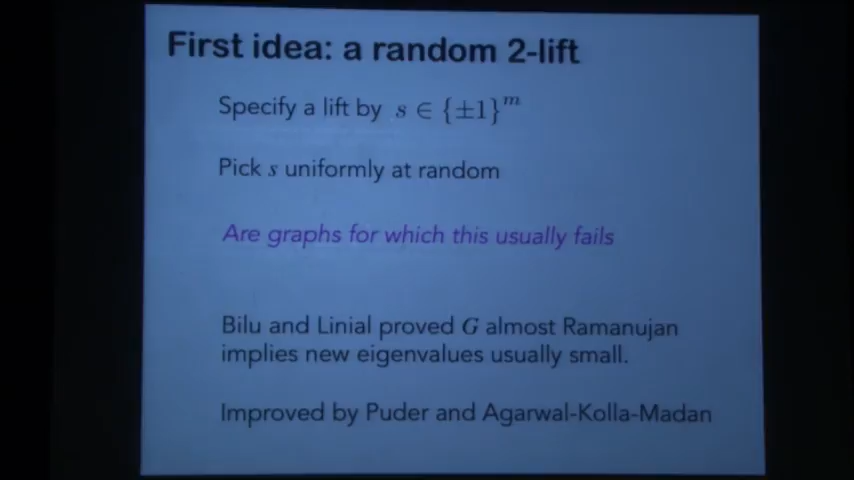 First idea: a random 2-lift
Specify a lift by s ∈ {±1}^m
Pick s uniformly at random
Are graphs for which this usually fails
Bilu and Linial proved G almost Ramanujan
implies new eigenvalues usually small.
Improved by Puder and Agarwal-Kolla-Madan